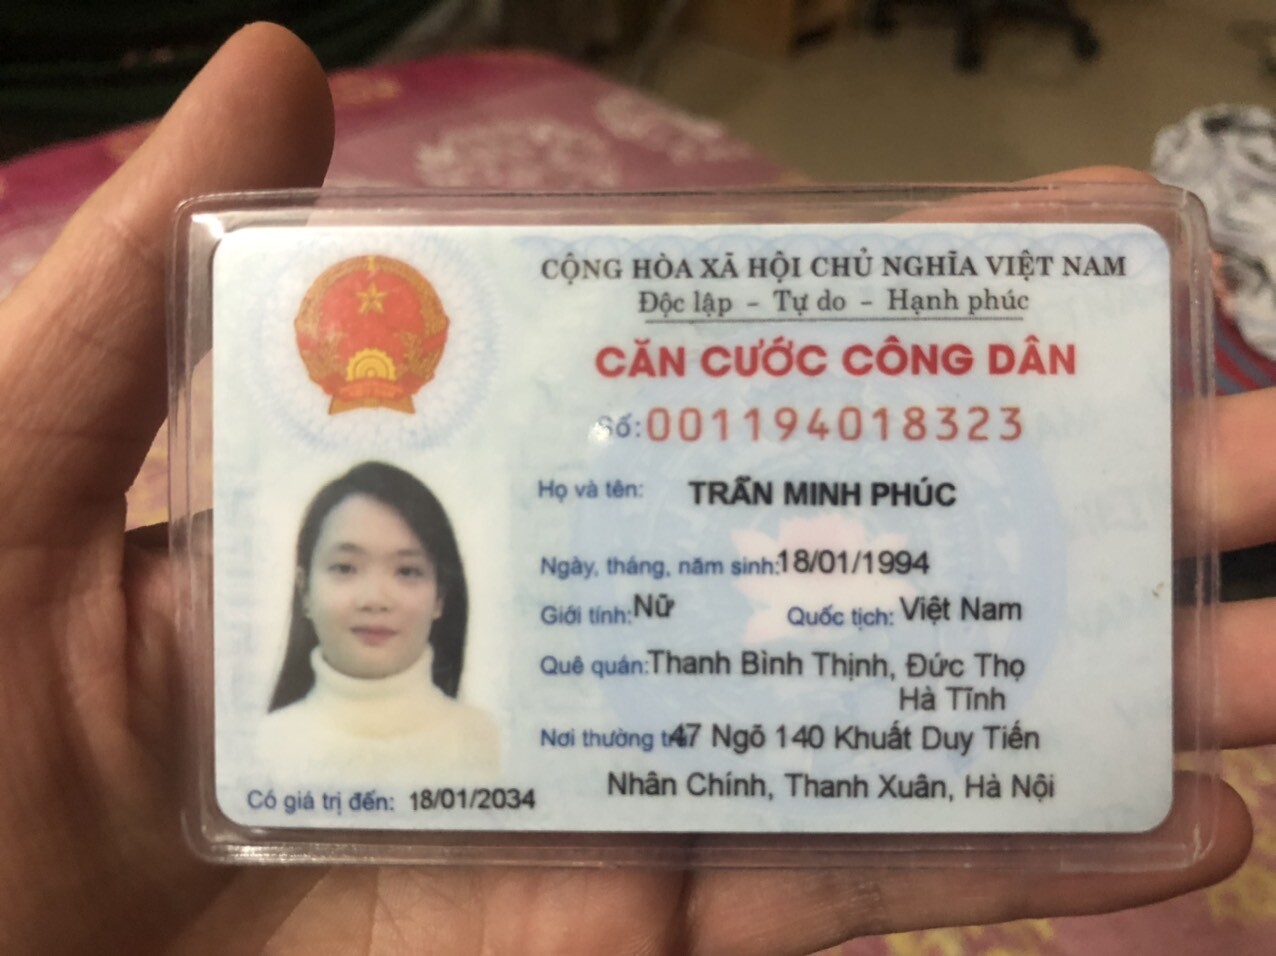 CỘNG HÒA XÃ HỘI CHỦ NGHĨA VIỆT NAM
Độc lập - Tự do - Hạnh phúc
CĂN CƯỚC CÔNG DÂN
Số: 001194018323
Họ và tên: TRẦN MINH PHÚC
Ngày, tháng, năm sinh: 18/01/1994
Giới tính: Nữ Quốc tịch: Việt Nam
Quê quán: Thanh Bình Thịnh, Đức Thọ
Hà Tĩnh
Nơi thường trú: 47 Ngõ 140 Khuất Duy Tiến
Nhân Chính, Thanh Xuân, Hà Nội
Có giá trị đến: 18/01/2034